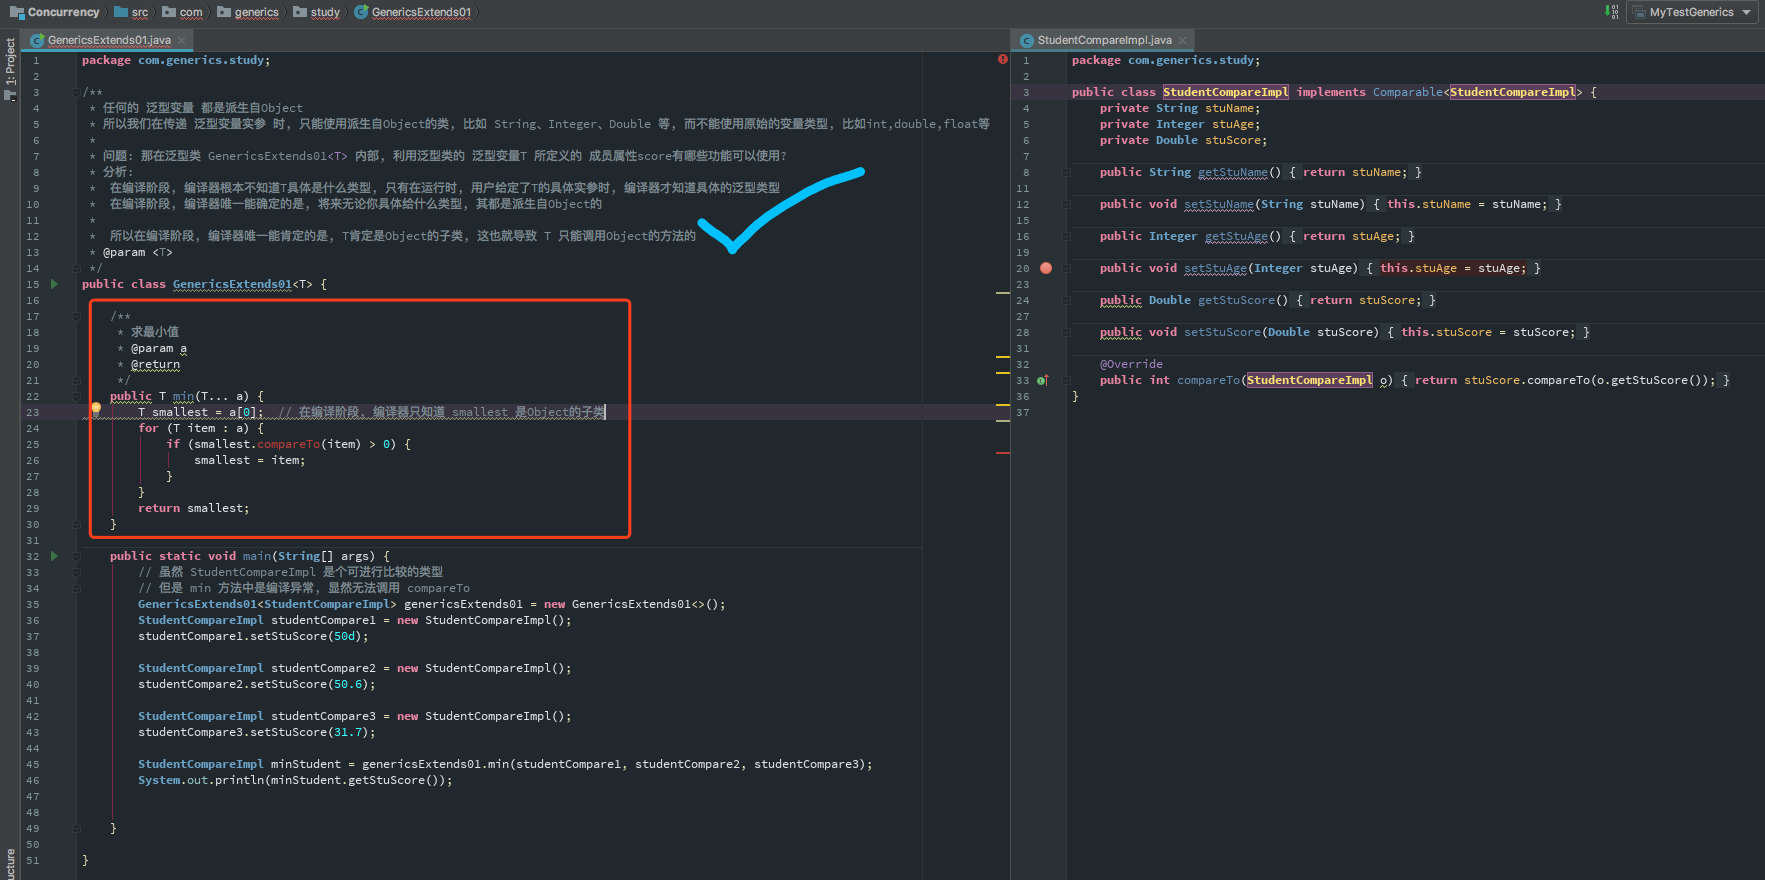 Concurrency src com generics study GenericsExtends01 MyTestGenerics
1: Project
GenericsExtends01.java
1 package com.generics.study;
2
3 /**
4 * 任何的 泛型变量 都是派生自Object
5 * 所以我们在传递 泛型变量实参 时, 只能使用派生自Object的类, 比如 String、Integer、Double 等, 而不能使用原始的变量类型, 比如int,double,float等
6 *
7 * 问题: 那在泛型类 GenericsExtends01<T> 内部, 利用泛型类的 泛型变量T 所定义的 成员属性score有哪些功能可以使用?
8 * 分析:
9 * 在编译阶段, 编译器根本不知道T具体是什么类型, 只有在运行时, 用户给定了T的具体实参时, 编译器才知道具体的泛型类型
10 * 在编译阶段, 编译器唯一能确定的是, 将来无论你具体给什么类型, 其都是派生自Object的
11 *
12 * 所以在编译阶段, 编译器唯一能肯定的是, T肯定是Object的子类, 这也就导致 T 只能调用Object的方法的
13 * @param <T>
14 */
15 public class GenericsExtends01<T> {
16
17 /**
18 * 求最小值
19 * @param a
20 * @return
21 */
22 public T min(T... a) {
23 T smallest = a[0]; // 在编译阶段, 编译器只知道 smallest 是Object的子类
24 for (T item : a) {
25 if (smallest.compareTo(item) > 0) {
26 smallest = item;
27 }
28 }
29 return smallest;
30 }
31
32 public static void main(String[] args) {
33 // 虽然 StudentCompareImpl 是个可进行比较的类型
34 // 但是 min 方法中是编译异常, 显然无法调用 compareTo
35 GenericsExtends01<StudentCompareImpl> genericsExtends01 = new GenericsExtends01<>();
36 StudentCompareImpl studentCompare1 = new StudentCompareImpl();
37 studentCompare1.setStuScore(50d);
38
39 StudentCompareImpl studentCompare2 = new StudentCompareImpl();
40 studentCompare2.setStuScore(50.6);
41
42 StudentCompareImpl studentCompare3 = new StudentCompareImpl();
43 studentCompare3.setStuScore(31.7);
44
45 StudentCompareImpl minStudent = genericsExtends01.min(studentCompare1, studentCompare2, studentCompare3);
46 System.out.println(minStudent.getStuScore());
47
48
49 }
50
51 }
StudentCompareImpl.java
1 package com.generics.study;
2
3 public class StudentCompareImpl implements Comparable<StudentCompareImpl> {
4 private String stuName;
5 private Integer stuAge;
6 private Double stuScore;
7
8 public String getStuName() { return stuName; }
11
12 public void setStuName(String stuName) { this.stuName = stuName; }
15
16 public Integer getStuAge() { return stuAge; }
19
20 public void setStuAge(Integer stuAge) { this.stuAge = stuAge; }
23
24 public Double getStuScore() { return stuScore; }
27
28 public void setStuScore(Double stuScore) { this.stuScore = stuScore; }
31
32 @Override
33 public int compareTo(StudentCompareImpl o) { return stuScore.compareTo(o.getStuScore()); }
36 }
37